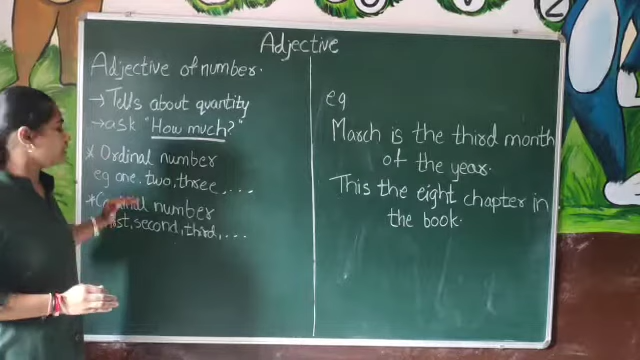 Adjective
Adjective of number.
→ Tells about quantity
→ ask "How much?"
* Ordinal number
eg one, two, three, ...
* number
second, third, ...
eg
March is the third month
of the year.
This the eight chapter in
the book.